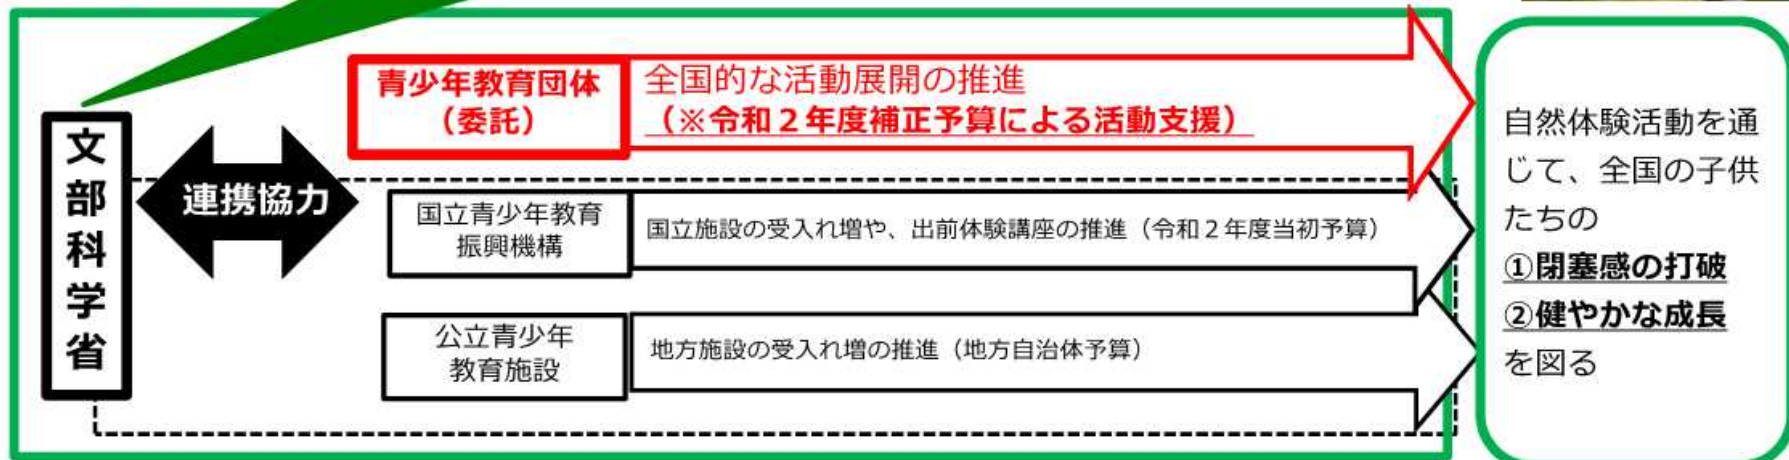 文部科学省
連携協力
青少年教育団体
（委託）
全国的な活動展開の推進
（※令和２年度補正予算による活動支援）
国立青少年教育
振興機構
国立施設の受入れ増や、出前体験講座の推進（令和２年度当初予算）
公立青少年
教育施設
地方施設の受入れ増の推進（地方自治体予算）
自然体験活動を通
じて、全国の子供
たちの
①閉塞感の打破
②健やかな成長
を図る